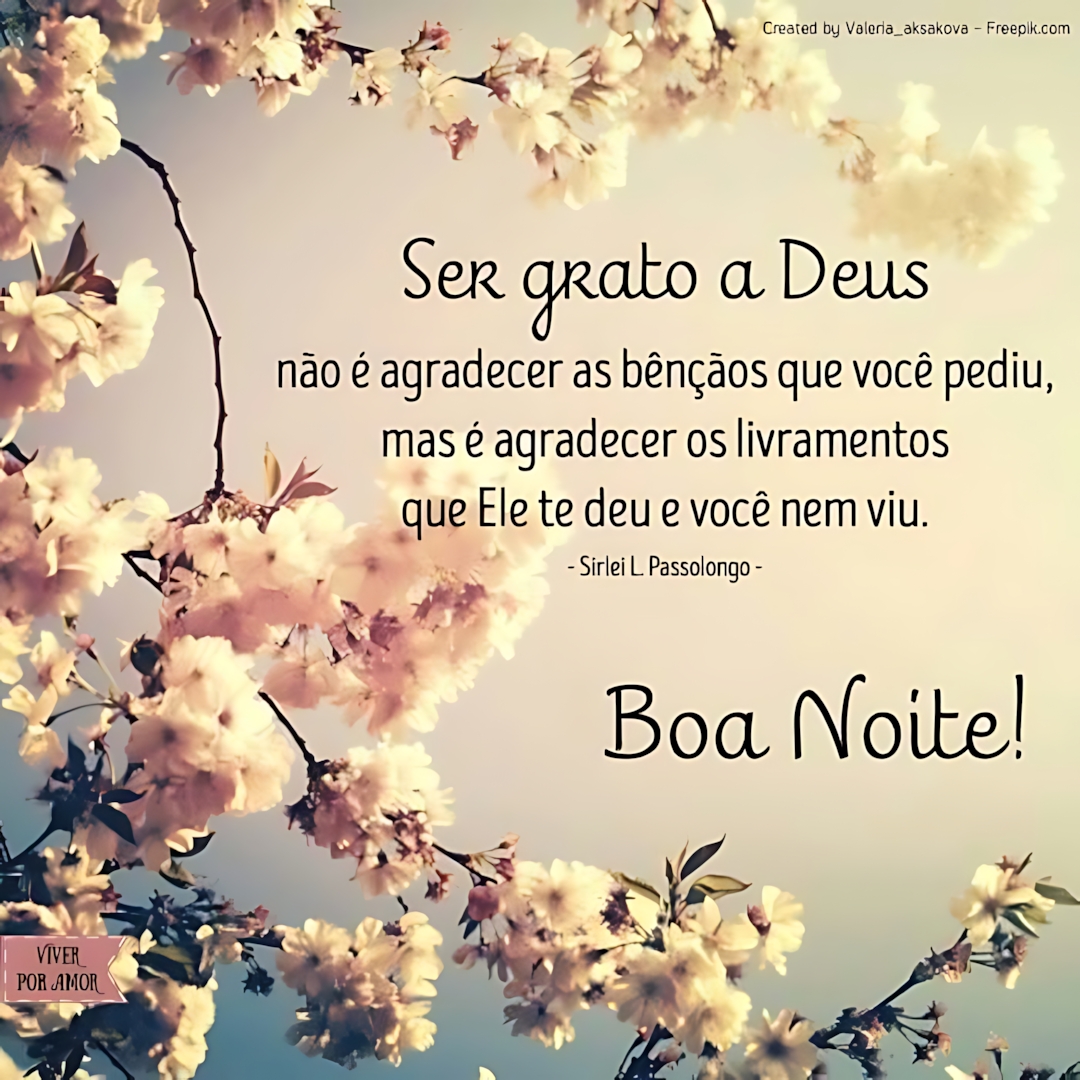 Created by Valeria_aksakova - Freepik.com
Ser grato a Deus
não é agradecer as bênçãos que você pediu,
mas é agradecer os livramentos
que Ele te deu e você nem viu.
- Sirlei L. Passolongo -
Boa Noite!
VIVER
POR AMOR